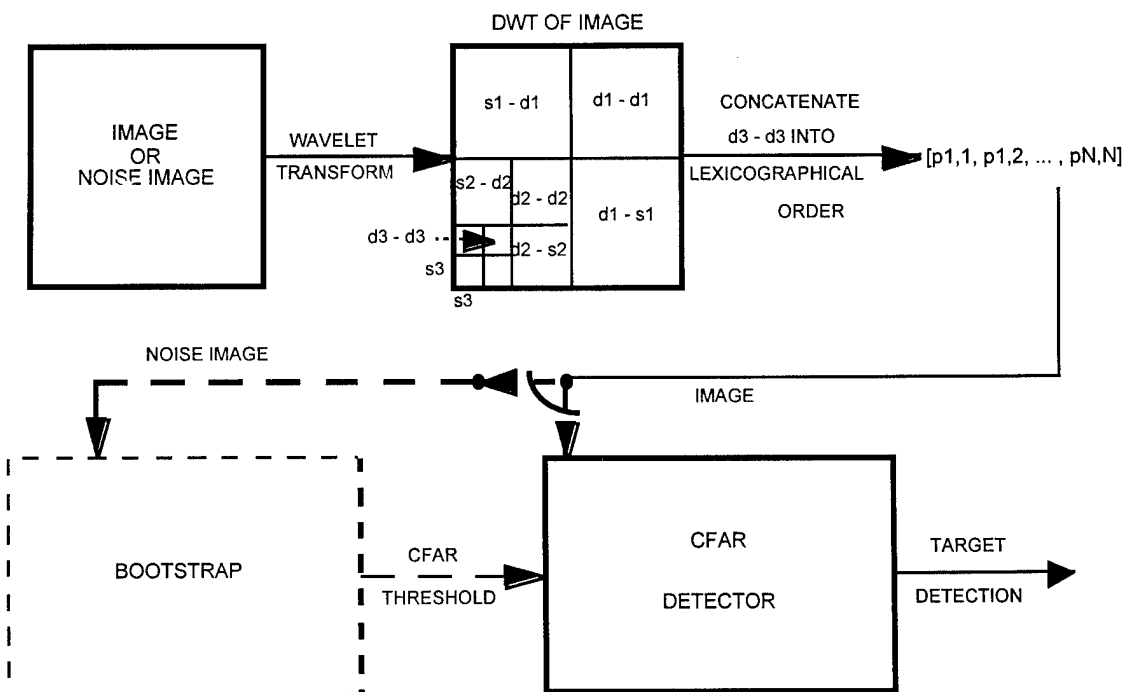 DWT OF IMAGE
IMAGE
OR
NOISE IMAGE
WAVELET
TRANSFORM
s1 - d1
d1 - d1
s2 - d2
d2 - d2
d1 - s1
d3 - d3
d2 - s2
s3
s3
CONCATENATE
d3 - d3 INTO
LEXICOGRAPHICAL
ORDER
[p1,1, p1,2, ... , pN,N]
NOISE IMAGE
IMAGE
BOOTSTRAP
CFAR
THRESHOLD
CFAR
DETECTOR
TARGET
DETECTION